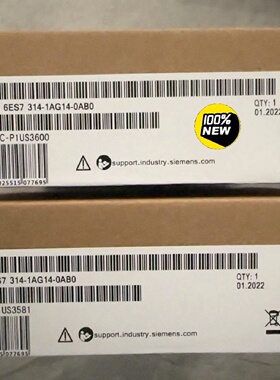 6ES7 314-1AG14-0AB0
QTY: 1
01.2022
C-P1US3600
100%
NEW
support.industry.siemens.com
S7 314-1AG14-0AB0
QTY: 1
01.2022
US3581
support.industry.siemens.com